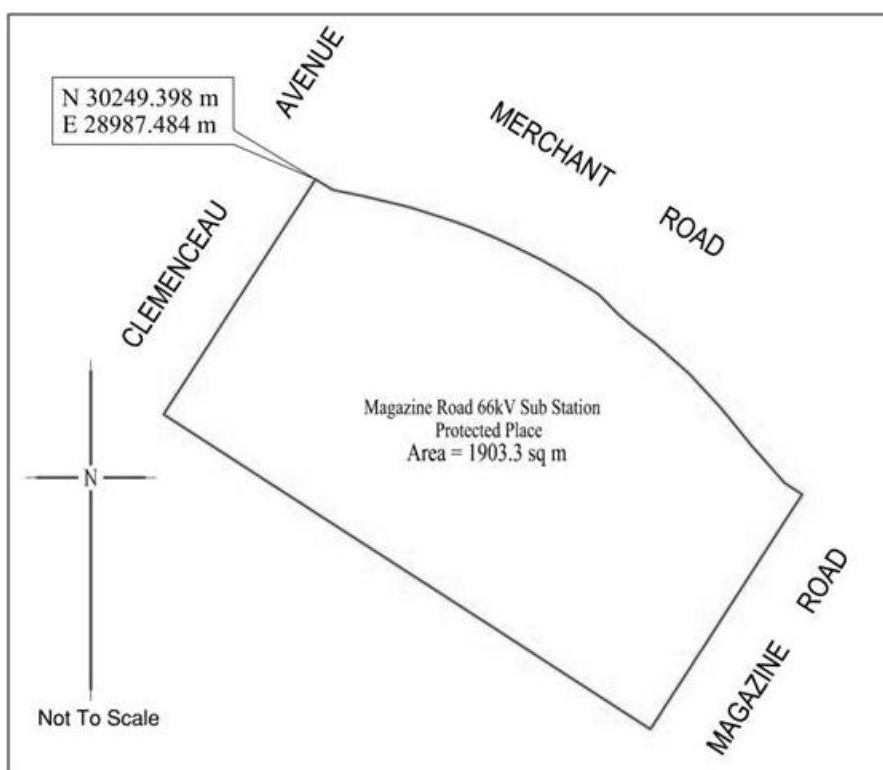 N 30249.398 m
E 28987.484 m
CLEMENCEAU
AVENUE
MERCHANT
ROAD
Magazine Road 66kV Sub Station
Protected Place
Area = 1903.3 sq m
N
MAGAZINE
ROAD
Not To Scale